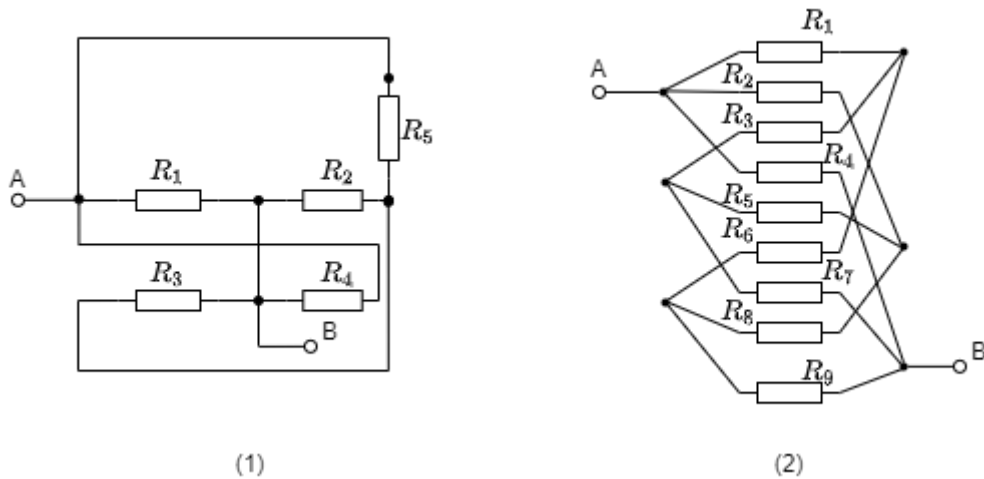 A
R₁
R₂
R₅
R₃
R₄
B
(1)
A
R₁
R₂
R₃
R₄
R₅
R₆
R₇
R₈
R₉
B
(2)